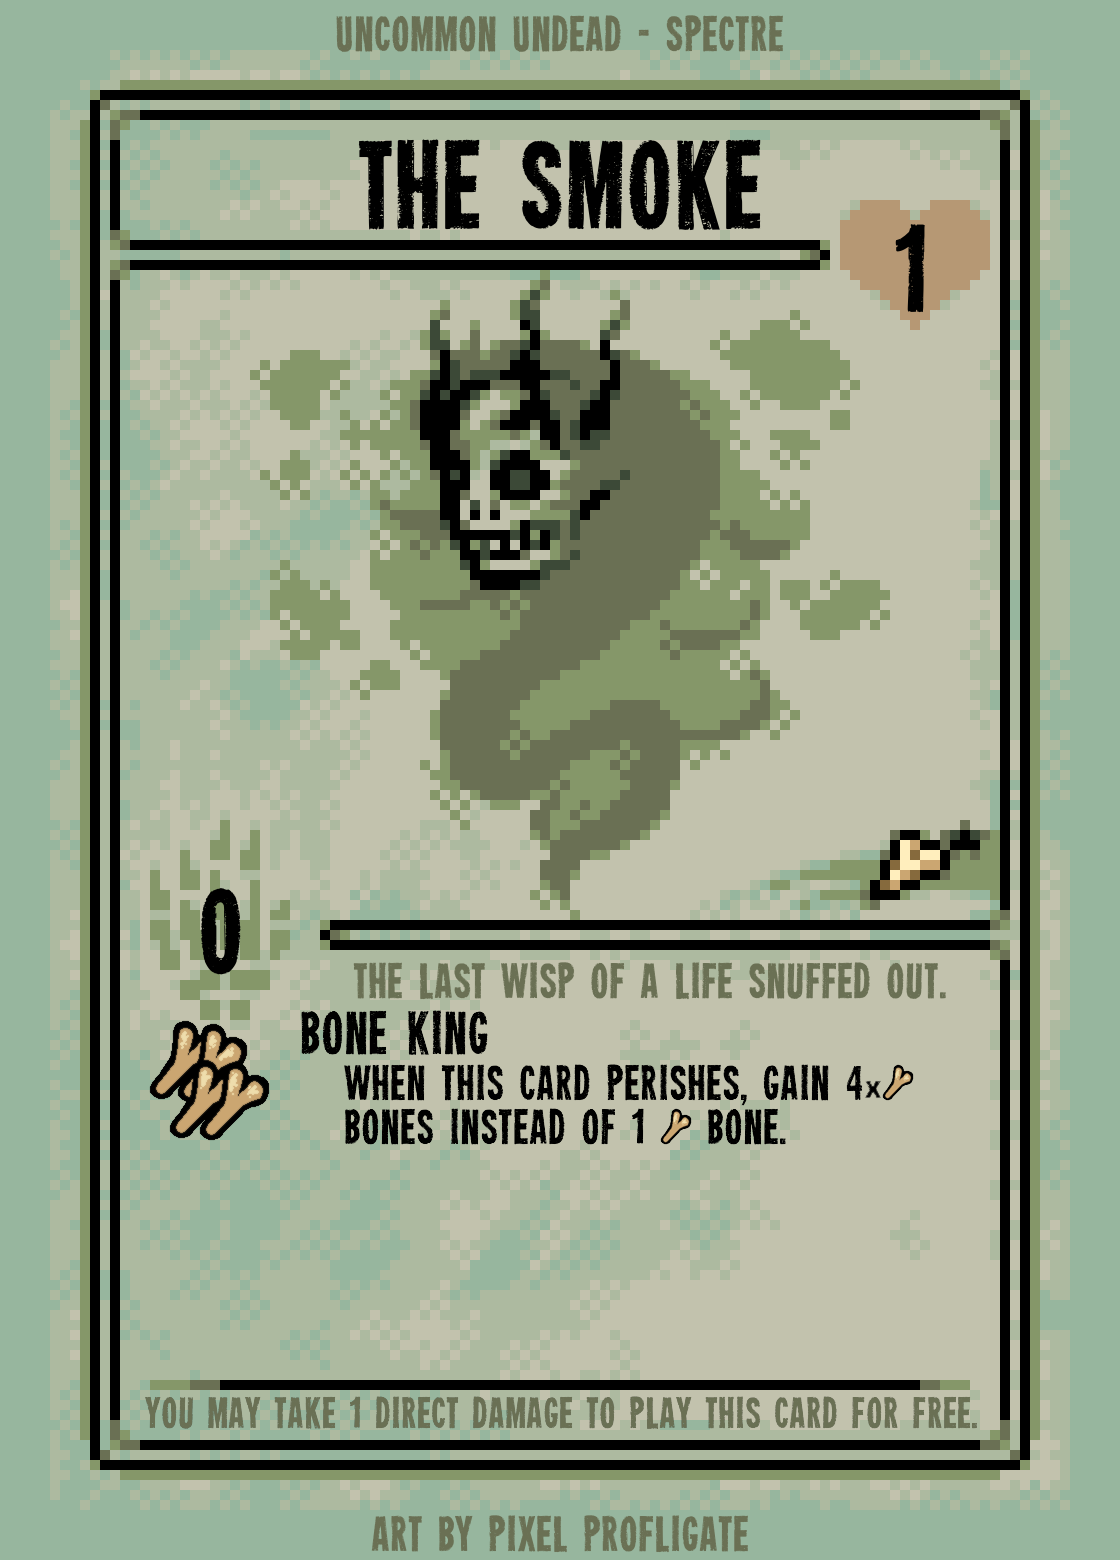 UNCOMMON UNDEAD - SPECTRE
THE SMOKE
1
0
THE LAST WISP OF A LIFE SNUFFED OUT.
BONE KING
WHEN THIS CARD PERISHES, GAIN 4x
BONES INSTEAD OF 1 BONE.
YOU MAY TAKE 1 DIRECT DAMAGE TO PLAY THIS CARD FOR FREE.
ART BY PIXEL PROFLIGATE